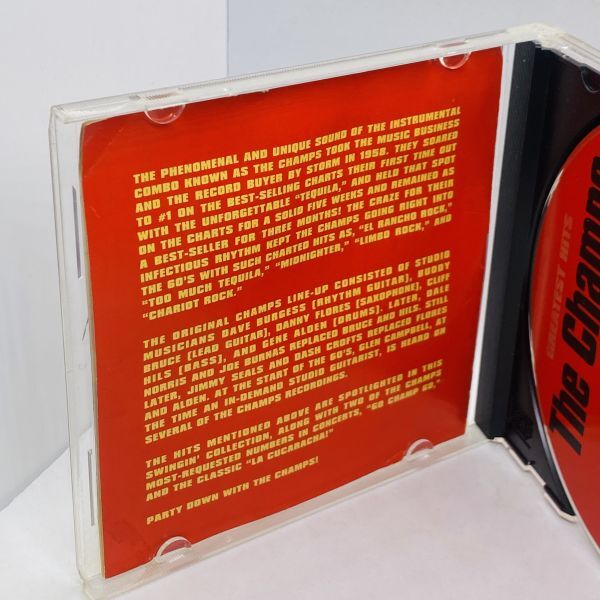 THE PHENOMENAL AND UNIQUE SOUND OF THE INSTRUMENTAL
COMBO KNOWN AS THE CHAMPS TOOK THE MUSIC BUSINESS
AND THE RECORD BUYER BY STORM IN 1958. THEY SOARED
TO #1 ON THE BEST-SELLING CHARTS THEIR FIRST TIME OUT
WITH THE UNFORGETTABLE "TEQUILA," AND HELD THAT SPOT
ON THE CHARTS FOR A SOLID FIVE WEEKS AND REMAINED AS
A BEST-SELLER FOR THREE MONTHS! THE CRAZE FOR THEIR
INFECTIOUS RHYTHM KEPT THE CHAMPS GOING RIGHT INTO
THE 60'S WITH SUCH CHARTED HITS AS, "EL RANCHO ROCK,"
"TOO MUCH TEQUILA," "MIDNIGHTER," "LIMBO ROCK," AND
"CHARIOT ROCK."
THE ORIGINAL CHAMPS LINE-UP CONSISTED OF STUDIO
MUSICIANS DAVE BURGESS (RHYTHM GUITAR), BUDDY
BRUCE (LEAD GUITAR), DANNY FLORES (SAXOPHONE), CLIFF
HILS (BASS), AND GENE ALDEN (DRUMS). LATER, DALE
NORRIS AND JOE BURNAS REPLACED BRUCE AND HILS. STILL
LATER, JIMMY SEALS AND DASH CROFTS REPLACED FLORES
AND ALDEN. AT THE START OF THE 60'S, GLEN CAMPBELL, AT
THE TIME AN IN-DEMAND STUDIO GUITARIST, IS HEARD ON
SEVERAL OF THE CHAMPS RECORDINGS.
THE HITS MENTIONED ABOVE ARE SPOTLIGHTED IN THIS
SWINGIN' COLLECTION, ALONG WITH TWO OF THE CHAMPS
MOST-REQUESTED NUMBERS IN CONCERTS, "GO CHAMP GO,"
AND THE CLASSIC "LA CUCARACHA!"
PARTY DOWN WITH THE CHAMPS!
GREATEST HITS
The Champs